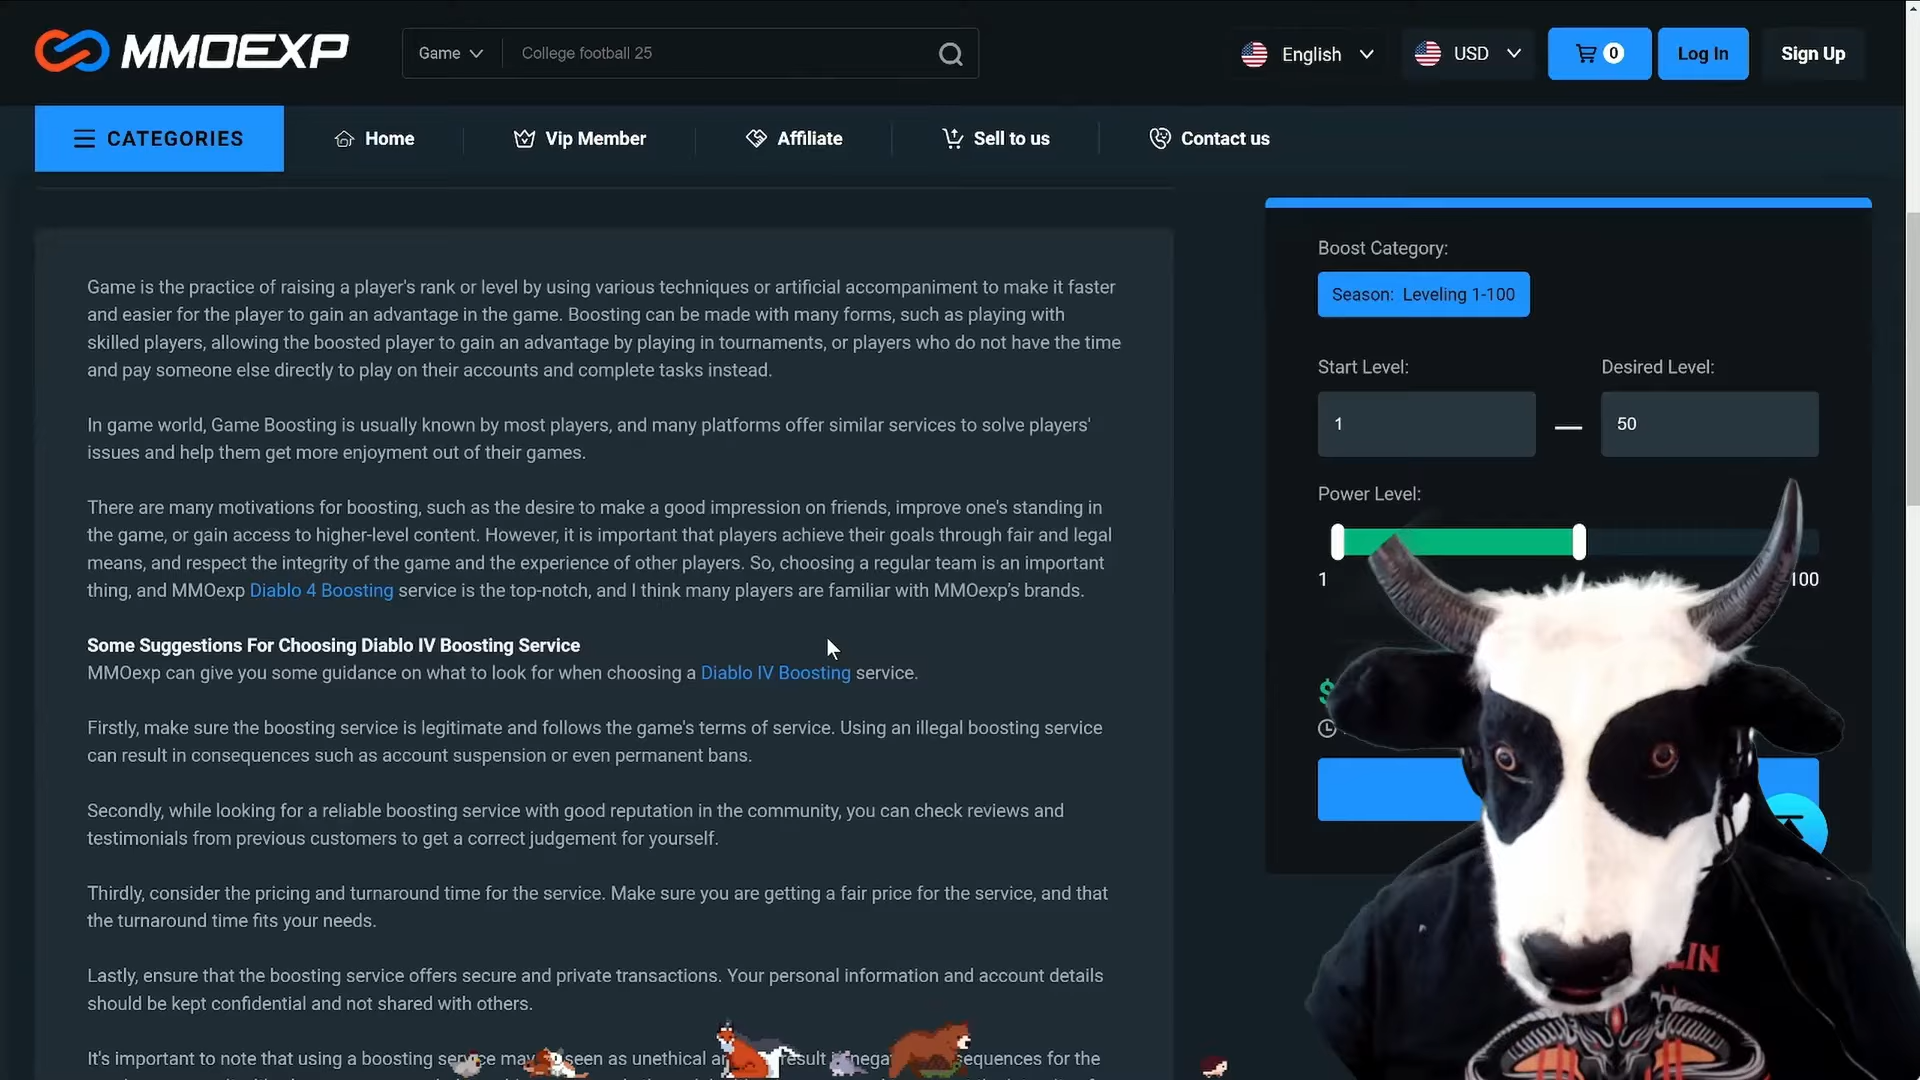 MMOEXP
Game
College football 25
English
USD
0
Log In
Sign Up
CATEGORIES
Home
Vip Member
Affiliate
Sell to us
Contact us
Game is the practice of raising a player's rank or level by using various techniques or artificial accompaniment to make it faster
and easier for the player to gain an advantage in the game. Boosting can be made with many forms, such as playing with
skilled players, allowing the boosted player to gain an advantage by playing in tournaments, or players who do not have the time
and pay someone else directly to play on their accounts and complete tasks instead.
In game world, Game Boosting is usually known by most players, and many platforms offer similar services to solve players'
issues and help them get more enjoyment out of their games.
There are many motivations for boosting, such as the desire to make a good impression on friends, improve one's standing in
the game, or gain access to higher-level content. However, it is important that players achieve their goals through fair and legal
means, and respect the integrity of the game and the experience of other players. So, choosing a regular team is an important
thing, and MMOexp Diablo 4 Boosting service is the top-notch, and I think many players are familiar with MMOexp's brands.
Some Suggestions For Choosing Diablo IV Boosting Service
MMOexp can give you some guidance on what to look for when choosing a Diablo IV Boosting service.
Firstly, make sure the boosting service is legitimate and follows the game's terms of service. Using an illegal boosting service
can result in consequences such as account suspension or even permanent bans.
Secondly, while looking for a reliable boosting service with good reputation in the community, you can check reviews and
testimonials from previous customers to get a correct judgement for yourself.
Thirdly, consider the pricing and turnaround time for the service. Make sure you are getting a fair price for the service, and that
the turnaround time fits your needs.
Lastly, ensure that the boosting service offers secure and private transactions. Your personal information and account details
should be kept confidential and not shared with others.
It's important to note that using a boosting service may seen as unethical result for the
Boost Category:
Season: Leveling 1-100
Start Level:
Desired Level:
1
50
Power Level:
1
100
$